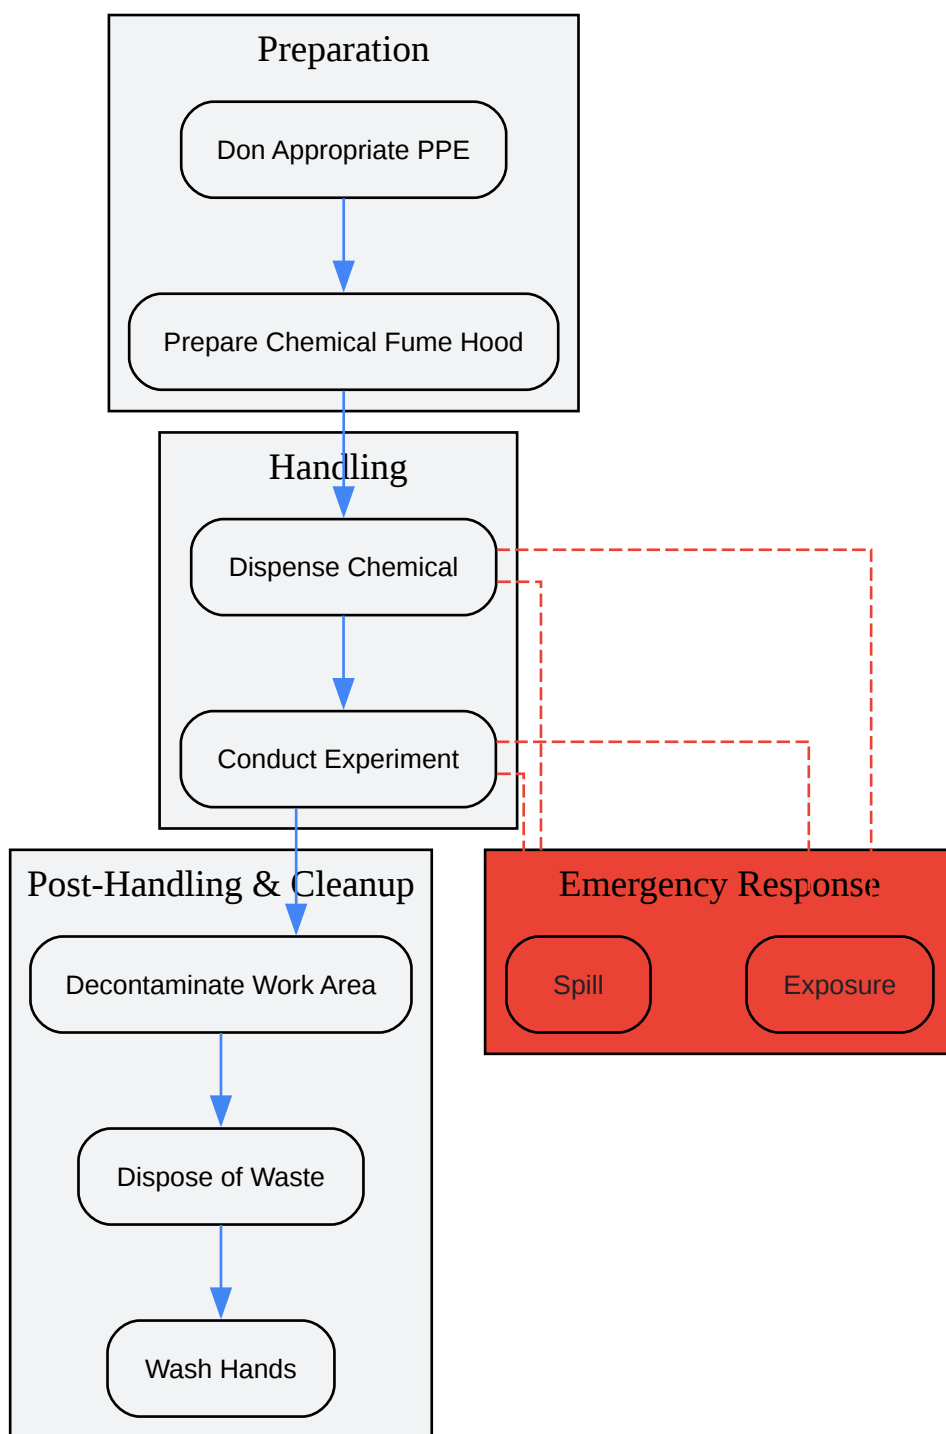 Preparation
Don Appropriate PPE
Prepare Chemical Fume Hood
Handling
Dispense Chemical
Conduct Experiment
Post-Handling & Cleanup
Decontaminate Work Area
Dispose of Waste
Wash Hands
Emergency Response
Spill
Exposure